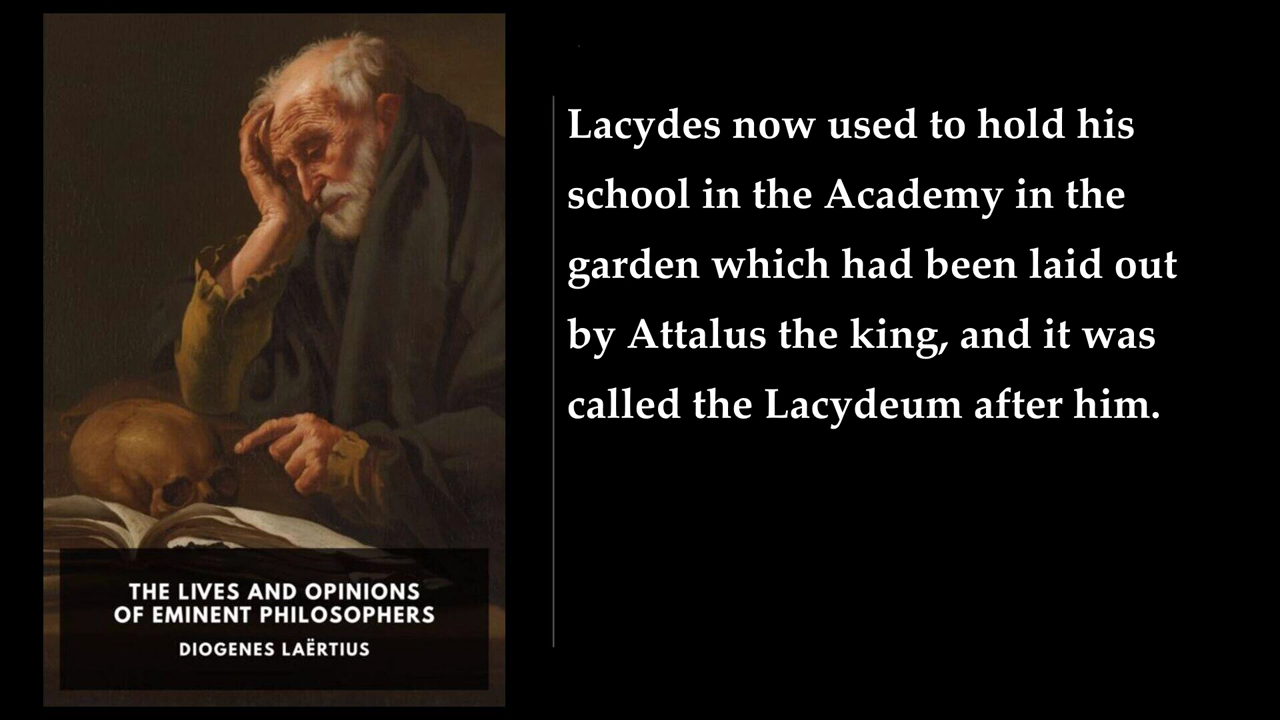 Lacydes now used to hold his
school in the Academy in the
garden which had been laid out
by Attalus the king, and it was
called the Lacydeum after him.
THE LIVES AND OPINIONS
OF EMINENT PHILOSOPHERS
DIOGENES LAËRTIUS